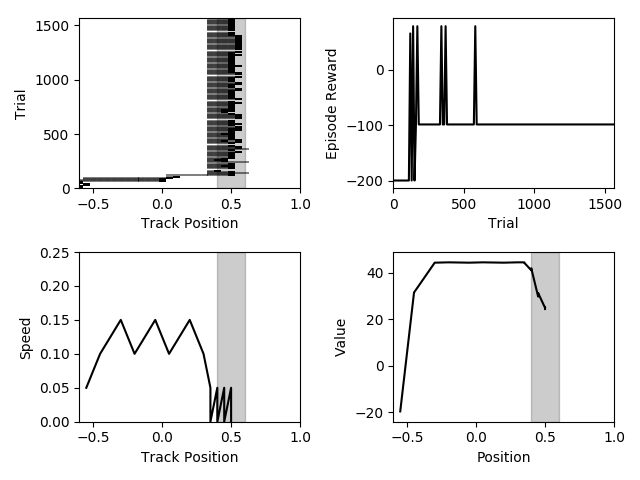 1500
1000
500
0
Trial
−0.5 0.0 0.5 1.0
Track Position
0
−100
−200
Episode Reward
0 500 1000 1500
Trial
0.25
0.20
0.15
0.10
0.05
0.00
Speed
−0.5 0.0 0.5 1.0
Track Position
40
20
0
−20
Value
−0.5 0.0 0.5 1.0
Position